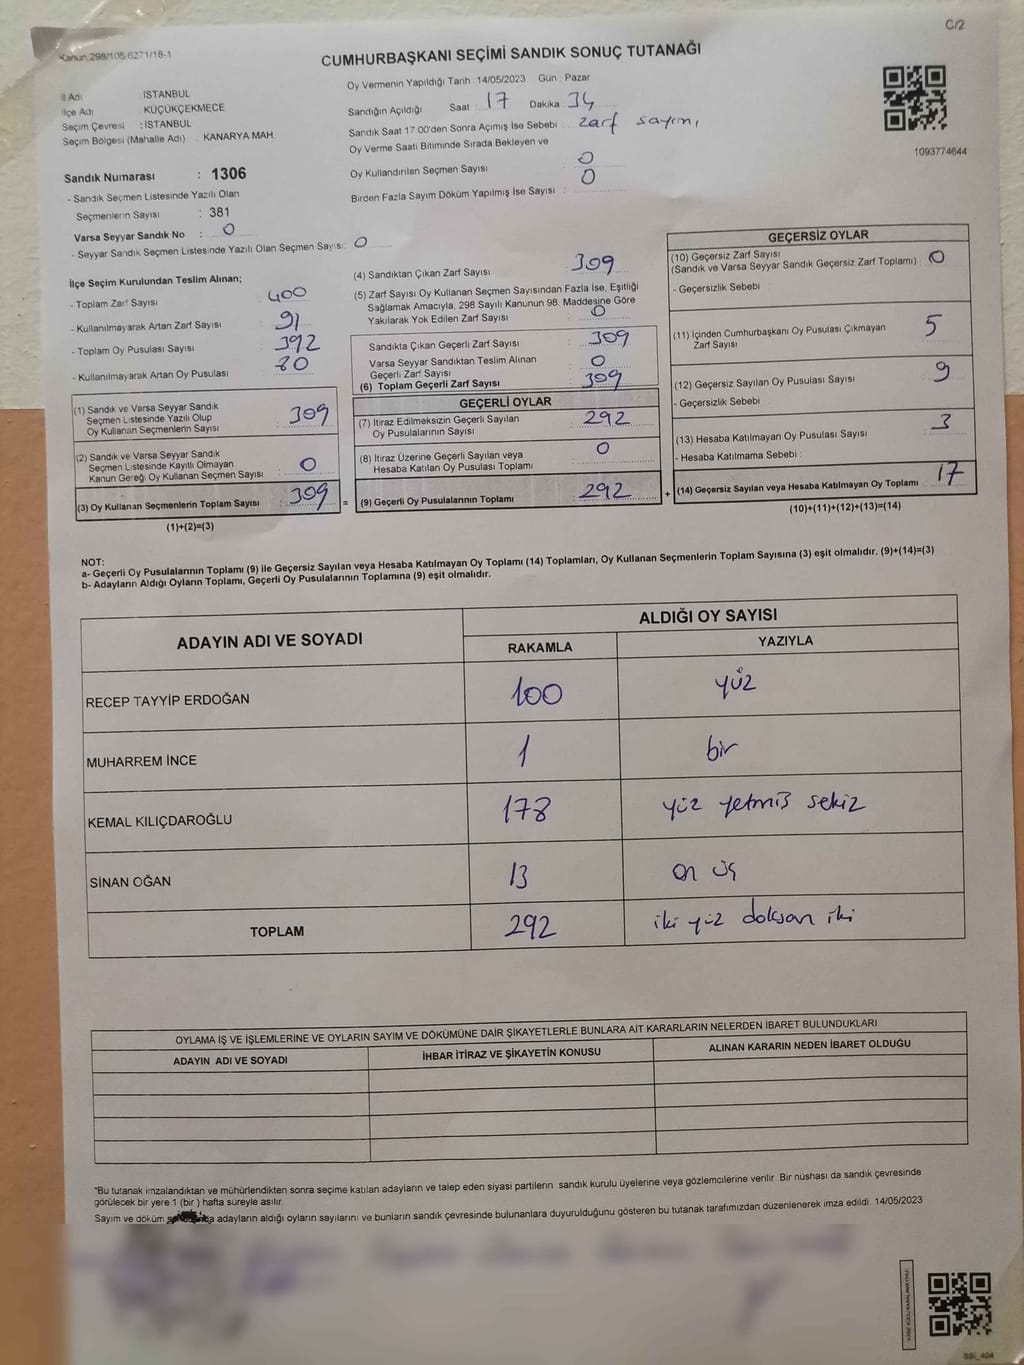 C/2
Kanun, 298/105,6271/18-1
CUMHURBAŞKANI SEÇİMİ SANDIK SONUÇ TUTANAĞI
İl Adı İSTANBUL
İlçe Adı KÜÇÜKÇEKMECE
Seçim Çevresi : İSTANBUL
Seçim Bölgesi (Mahalle Adı) . KANARYA MAH.
Oy Vermenin Yapıldığı Tarih 14/05/2023 Gün : Pazar
Sandığın Açıldığı Saat 17 Dakika 34
Sandık Saat 17:00'den Sonra Açılmış İse Sebebi : zarf sayımı
Oy Verme Saati Bitiminde Sırada Bekleyen ve
Oy Kullandırılan Seçmen Sayısı 0
Birden Fazla Sayım Döküm Yapılmış İse Sayısı : 0
1093774644
Sandık Numarası : 1306
- Sandık Seçmen Listesinde Yazılı Olan
Seçmenlerin Sayısı : 381
Varsa Seyyar Sandık No : 0
- Seyyar Sandık Seçmen Listesinde Yazılı Olan Seçmen Sayısı: 0
İlçe Seçim Kurulundan Teslim Alınan;
- Toplam Zarf Sayısı : 400
- Kullanılmayarak Artan Zarf Sayısı : 91
- Toplam Oy Pusulası Sayısı : 392
- Kullanılmayarak Artan Oy Pusulası : 80
(1) Sandık ve Varsa Seyyar Sandık
Seçmen Listesinde Yazılı Olup
Oy Kullanan Seçmenlerin Sayısı : 309
(2) Sandık ve Varsa Seyyar Sandık
Seçmen Listesinde Kayıtlı Olmayan
Kanun Gereği Oy Kullanan Seçmen Sayısı : 0
(3) Oy Kullanan Seçmenlerin Toplam Sayısı : 309 =
(1)+(2)=(3)
(4) Sandıktan Çıkan Zarf Sayısı 309
(5) Zarf Sayısı Oy Kullanan Seçmen Sayısından Fazla İse, Eşitliği
Sağlamak Amacıyla, 298 Sayılı Kanunun 98. Maddesine Göre
Yakılarak Yok Edilen Zarf Sayısı : 0
Sandıkta Çıkan Geçerli Zarf Sayısı : 309
Varsa Seyyar Sandıktan Teslim Alınan
Geçerli Zarf Sayısı : 0
(6) Toplam Geçerli Zarf Sayısı : 309
GEÇERLİ OYLAR
(7) İtiraz Edilmeksizin Geçerli Sayılan
Oy Pusulalarının Sayısı : 292
(8) İtiraz Üzerine Geçerli Sayılan veya
Hesaba Katılan Oy Pusulası Toplamı : 0
(9) Geçerli Oy Pusulalarının Toplamı : 292 +
GEÇERSİZ OYLAR
(10) Geçersiz Zarf Sayısı
(Sandık ve Varsa Seyyar Sandık Geçersiz Zarf Toplamı) : 0
- Geçersizlik Sebebi :
(11) İçinden Cumhurbaşkanı Oy Pusulası Çıkmayan
Zarf Sayısı : 5
(12) Geçersiz Sayılan Oy Pusulası Sayısı : 9
- Geçersizlik Sebebi
(13) Hesaba Katılmayan Oy Pusulası Sayısı : 3
- Hesaba Katılmama Sebebi :
(14) Geçersiz Sayılan veya Hesaba Katılmayan Oy Toplamı : 17
(10)+(11)+(12)+(13)=(14)
NOT:
a- Geçerli Oy Pusulalarının Toplamı (9) ile Geçersiz Sayılan veya Hesaba Katılmayan Oy Toplamı (14) Toplamları, Oy Kullanan Seçmenlerin Toplam Sayısına (3) eşit olmalıdır. (9)+(14)=(3)
b- Adayların Aldığı Oyların Toplamı, Geçerli Oy Pusulalarının Toplamına (9) eşit olmalıdır.
ADAYIN ADI VE SOYADI ALDIĞI OY SAYISI
RAKAMLA YAZIYLA
RECEP TAYYİP ERDOĞAN 100 yüz
MUHARREM İNCE 1 bir
KEMAL KILIÇDAROĞLU 178 yüz yetmiş sekiz
SİNAN OĞAN 13 on üç
TOPLAM 292 iki yüz doksan iki
OYLAMA İŞ VE İŞLEMLERİNE VE OYLARIN SAYIM VE DÖKÜMÜNE DAİR ŞİKAYETLERLE BUNLARA AİT KARARLARIN NELERDEN İBARET BULUNDUKLARI
ADAYIN ADI VE SOYADI İHBAR İTİRAZ VE ŞİKAYETİN KONUSU ALINAN KARARIN NEDEN İBARET OLDUĞU
*Bu tutanak imzalandıktan ve mühürlendikten sonra seçime katılan adayların ve talep eden siyasi partilerin sandık kurulu üyelerine veya gözlemcilerine verilir. Bir nüshası da sandık çevresinde
görülecek bir yere 1 (bir) hafta süreyle asılır.
Sayım ve döküm adayların aldığı oyların sayılarını ve bunların sandık çevresinde bulunanlara duyurulduğunu gösteren bu tutanak tarafımızdan düzenlenerek imza edildi. 14/05/2023